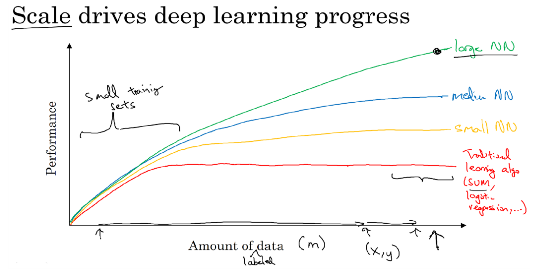 Scale drives deep learning progress
large NN
small training
sets
medium NN
small NN
Performance
Traditional
learning algo
(SVM,
logistic
regression,...)
Amount of data (m)
labeled
(x,y)